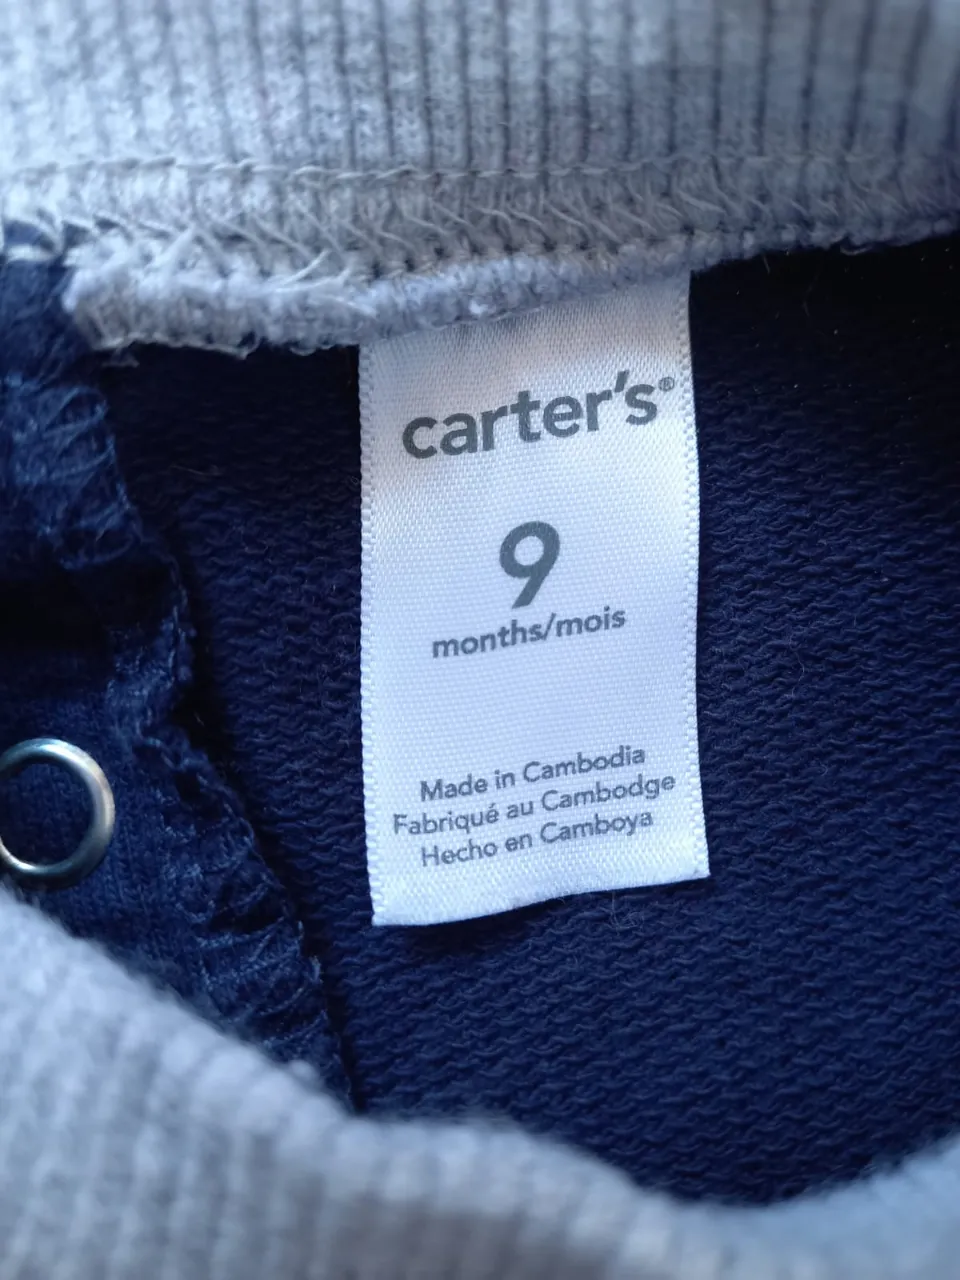 carter's®
9
months/mois
Made in Cambodia
Fabriqué au Cambodge
Hecho en Camboya